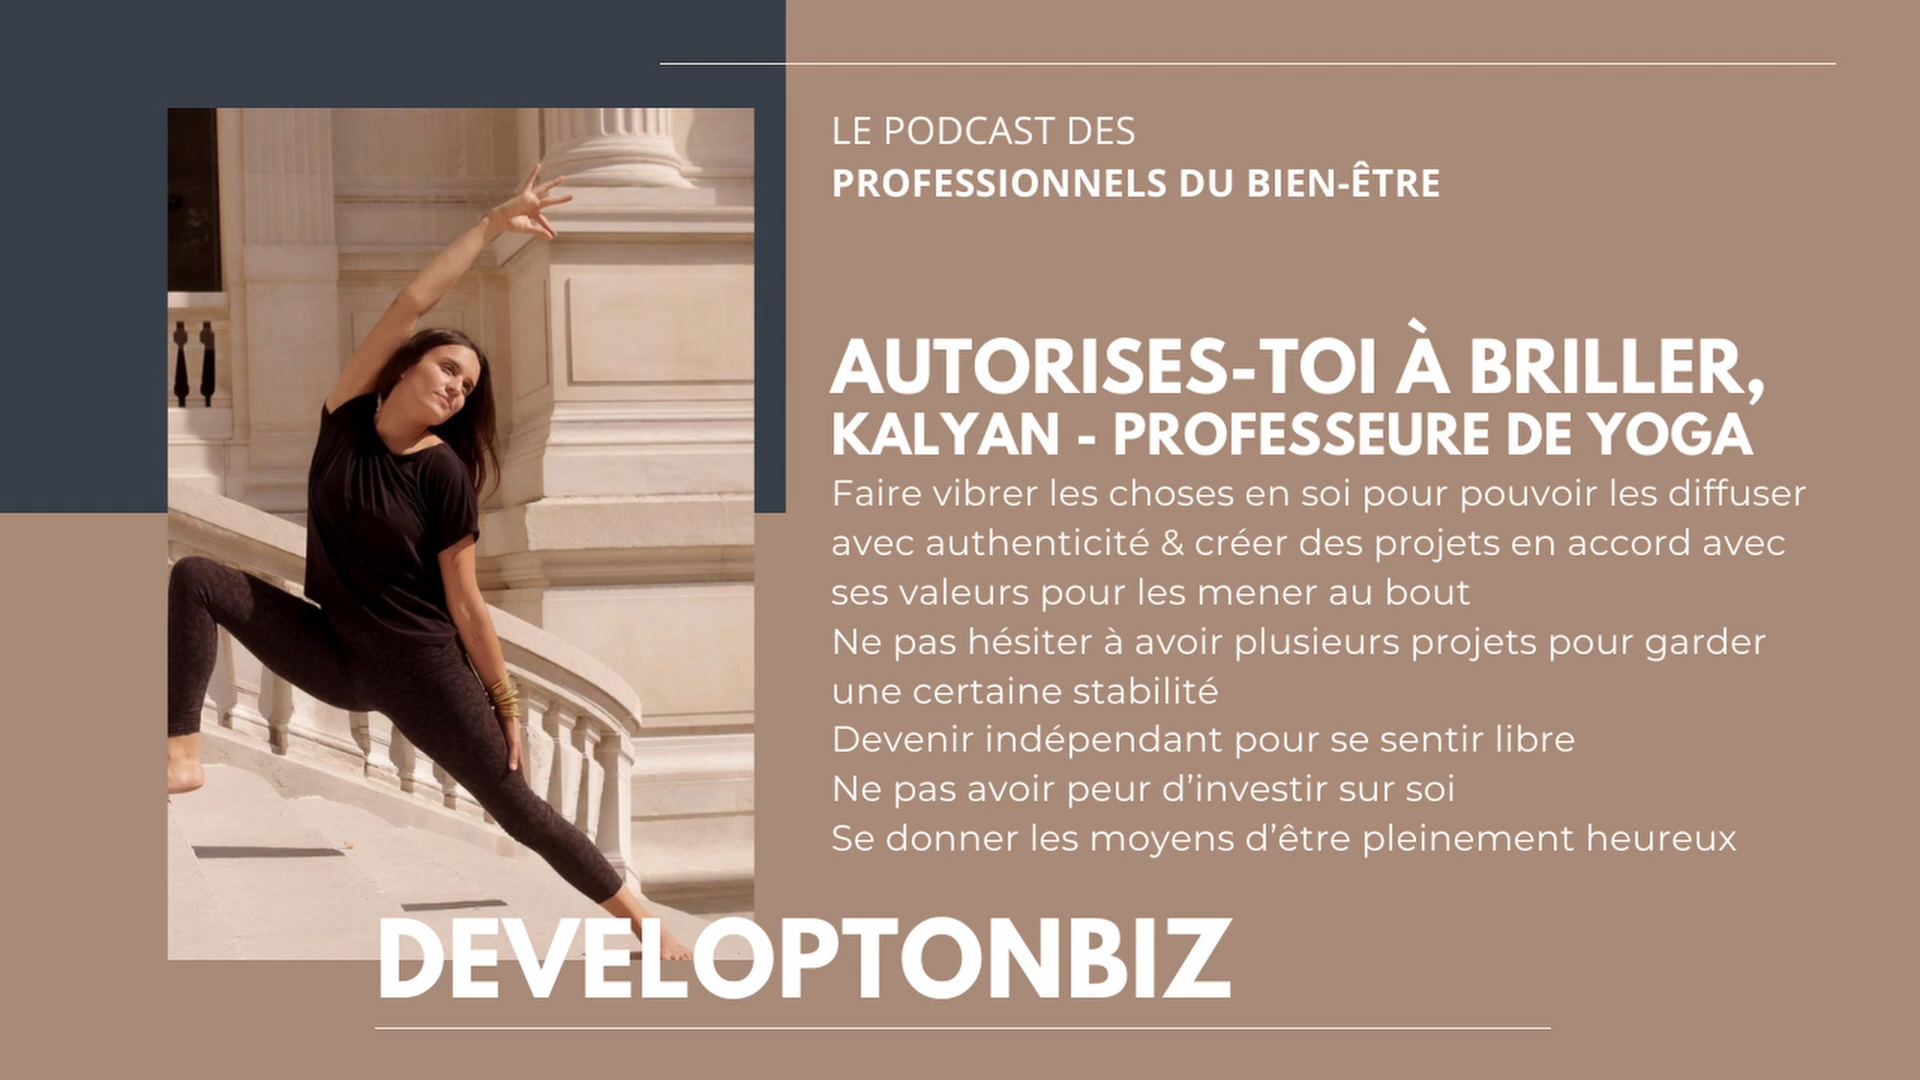 LE PODCAST DES
PROFESSIONNELS DU BIEN-ÊTRE
AUTORISES-TOI À BRILLER,
KALYAN - PROFESSEURE DE YOGA
Faire vibrer les choses en soi pour pouvoir les diffuser
avec authenticité & créer des projets en accord avec
ses valeurs pour les mener au bout
Ne pas hésiter à avoir plusieurs projets pour garder
une certaine stabilité
Devenir indépendant pour se sentir libre
Ne pas avoir peur d’investir sur soi
Se donner les moyens d’être pleinement heureux
DEVELOPTONBIZ